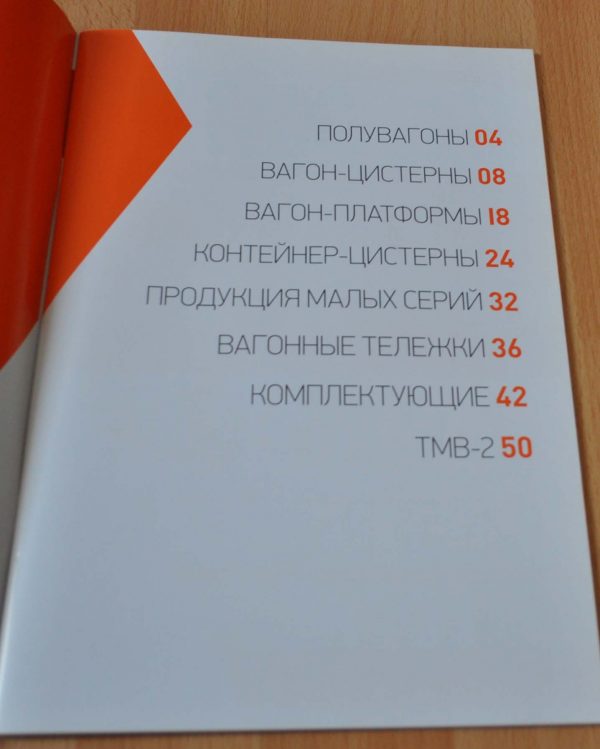 ПОЛУВАГОНЫ 04
ВАГОН-ЦИСТЕРНЫ 08
ВАГОН-ПЛАТФОРМЫ 18
КОНТЕЙНЕР-ЦИСТЕРНЫ 24
ПРОДУКЦИЯ МАЛЫХ СЕРИЙ 32
ВАГОННЫЕ ТЕЛЕЖКИ 36
КОМПЛЕКТУЮЩИЕ 42
ТМВ-2 50